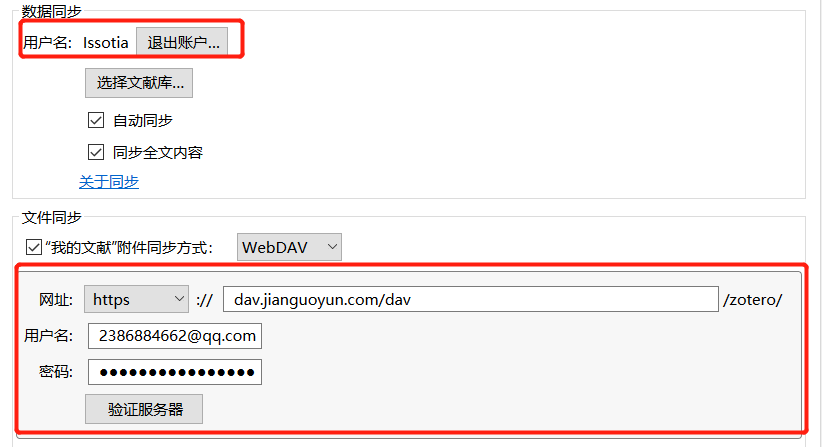 数据同步
用户名: Issotia 退出账户...
选择文献库...
自动同步
同步全文内容
关于同步
文件同步
“我的文献”附件同步方式: WebDAV
网址: https :// dav.jianguoyun.com/dav /zotero/
用户名: 2386884662@qq.com
密码: ●●●●●●●●●●●●●●●●
验证服务器